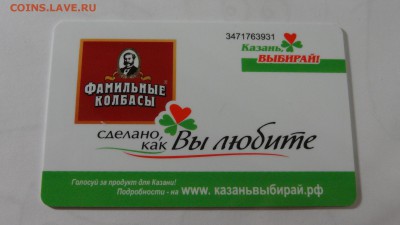 COINS.LAVE.RU
3471763931
Казань,
ВЫБИРАЙ!
ФАМИЛЬНЫЕ
КОЛБАСЫ
сделано,
как Вы любите
Голосуй за продукт для Казани!
Подробности - на www. казаньвыбирай.рф